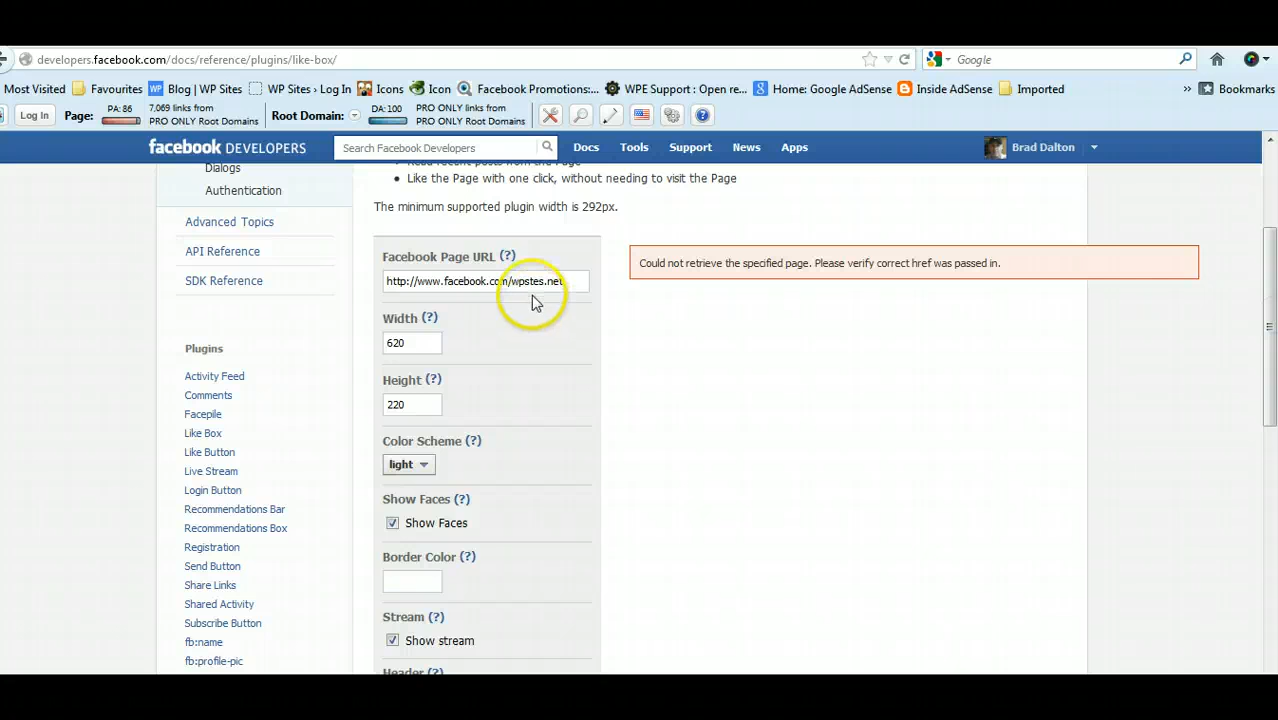 developers.facebook.com/docs/reference/plugins/like-box/
Google
Most Visited Favourites Blog | WP Sites WP Sites › Log In Icons Icon Facebook Promotions:... WPE Support : Open re... Home: Google AdSense Inside AdSense Imported » Bookmarks
Log In Page: PA: 86 7,069 links from Root Domain: DA: 100 PRO ONLY links from
PRO ONLY Root Domains PRO ONLY Root Domains
facebook DEVELOPERS Search Facebook Developers Docs Tools Support News Apps Brad Dalton
Read recent posts from the Page
Dialogs
Like the Page with one click, without needing to visit the Page
Authentication
The minimum supported plugin width is 292px.
Advanced Topics
API Reference
SDK Reference
Facebook Page URL (?)
http://www.facebook.com/wpstes.net
Could not retrieve the specified page. Please verify correct href was passed in.
Width (?)
620
Height (?)
220
Color Scheme (?)
light
Show Faces (?)
Show Faces
Border Color (?)
Stream (?)
Show stream
Header (?)
Plugins
Activity Feed
Comments
Facepile
Like Box
Like Button
Live Stream
Login Button
Recommendations Bar
Recommendations Box
Registration
Send Button
Share Links
Shared Activity
Subscribe Button
fb:name
fb:profile-pic